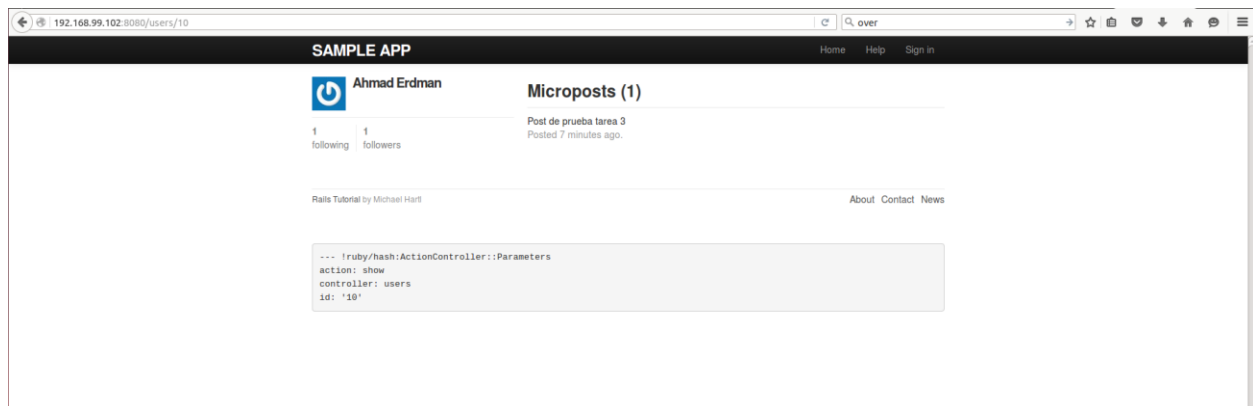 192.168.99.102:8080/users/10
over
SAMPLE APP
Home Help Sign in
Ahmad Erdman
1 following
1 followers
Microposts (1)
Post de prueba tarea 3
Posted 7 minutes ago.
Rails Tutorial by Michael Hartl
About Contact News
--- !ruby/hash:ActionController::Parameters
action: show
controller: users
id: '10'